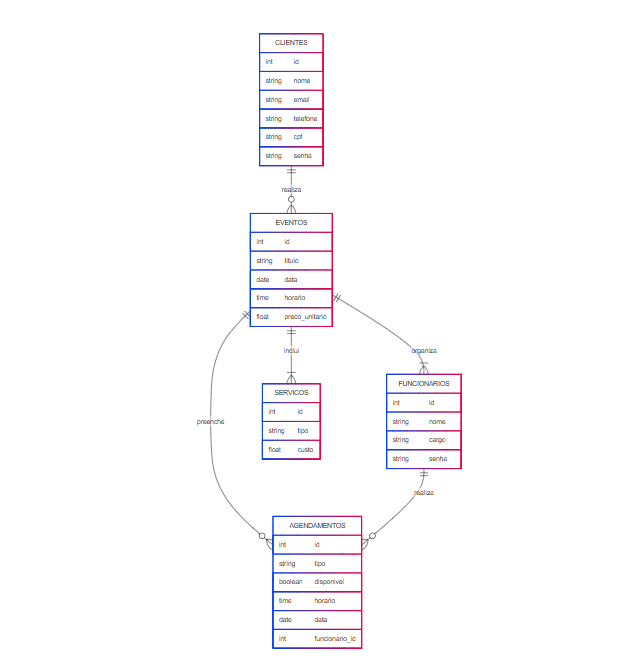 CLIENTES
int id
string nome
string email
string telefone
string cpf
string senha
realiza
EVENTOS
int id
string titulo
date data
time horario
float preco_unitario
inclui
organiza
SERVICOS
int id
string tipo
float custo
FUNCIONARIOS
int id
string nome
string cargo
string senha
preenche
realiza
AGENDAMENTOS
int id
string tipo
boolean disponivel
time horario
date data
int funcionario_id